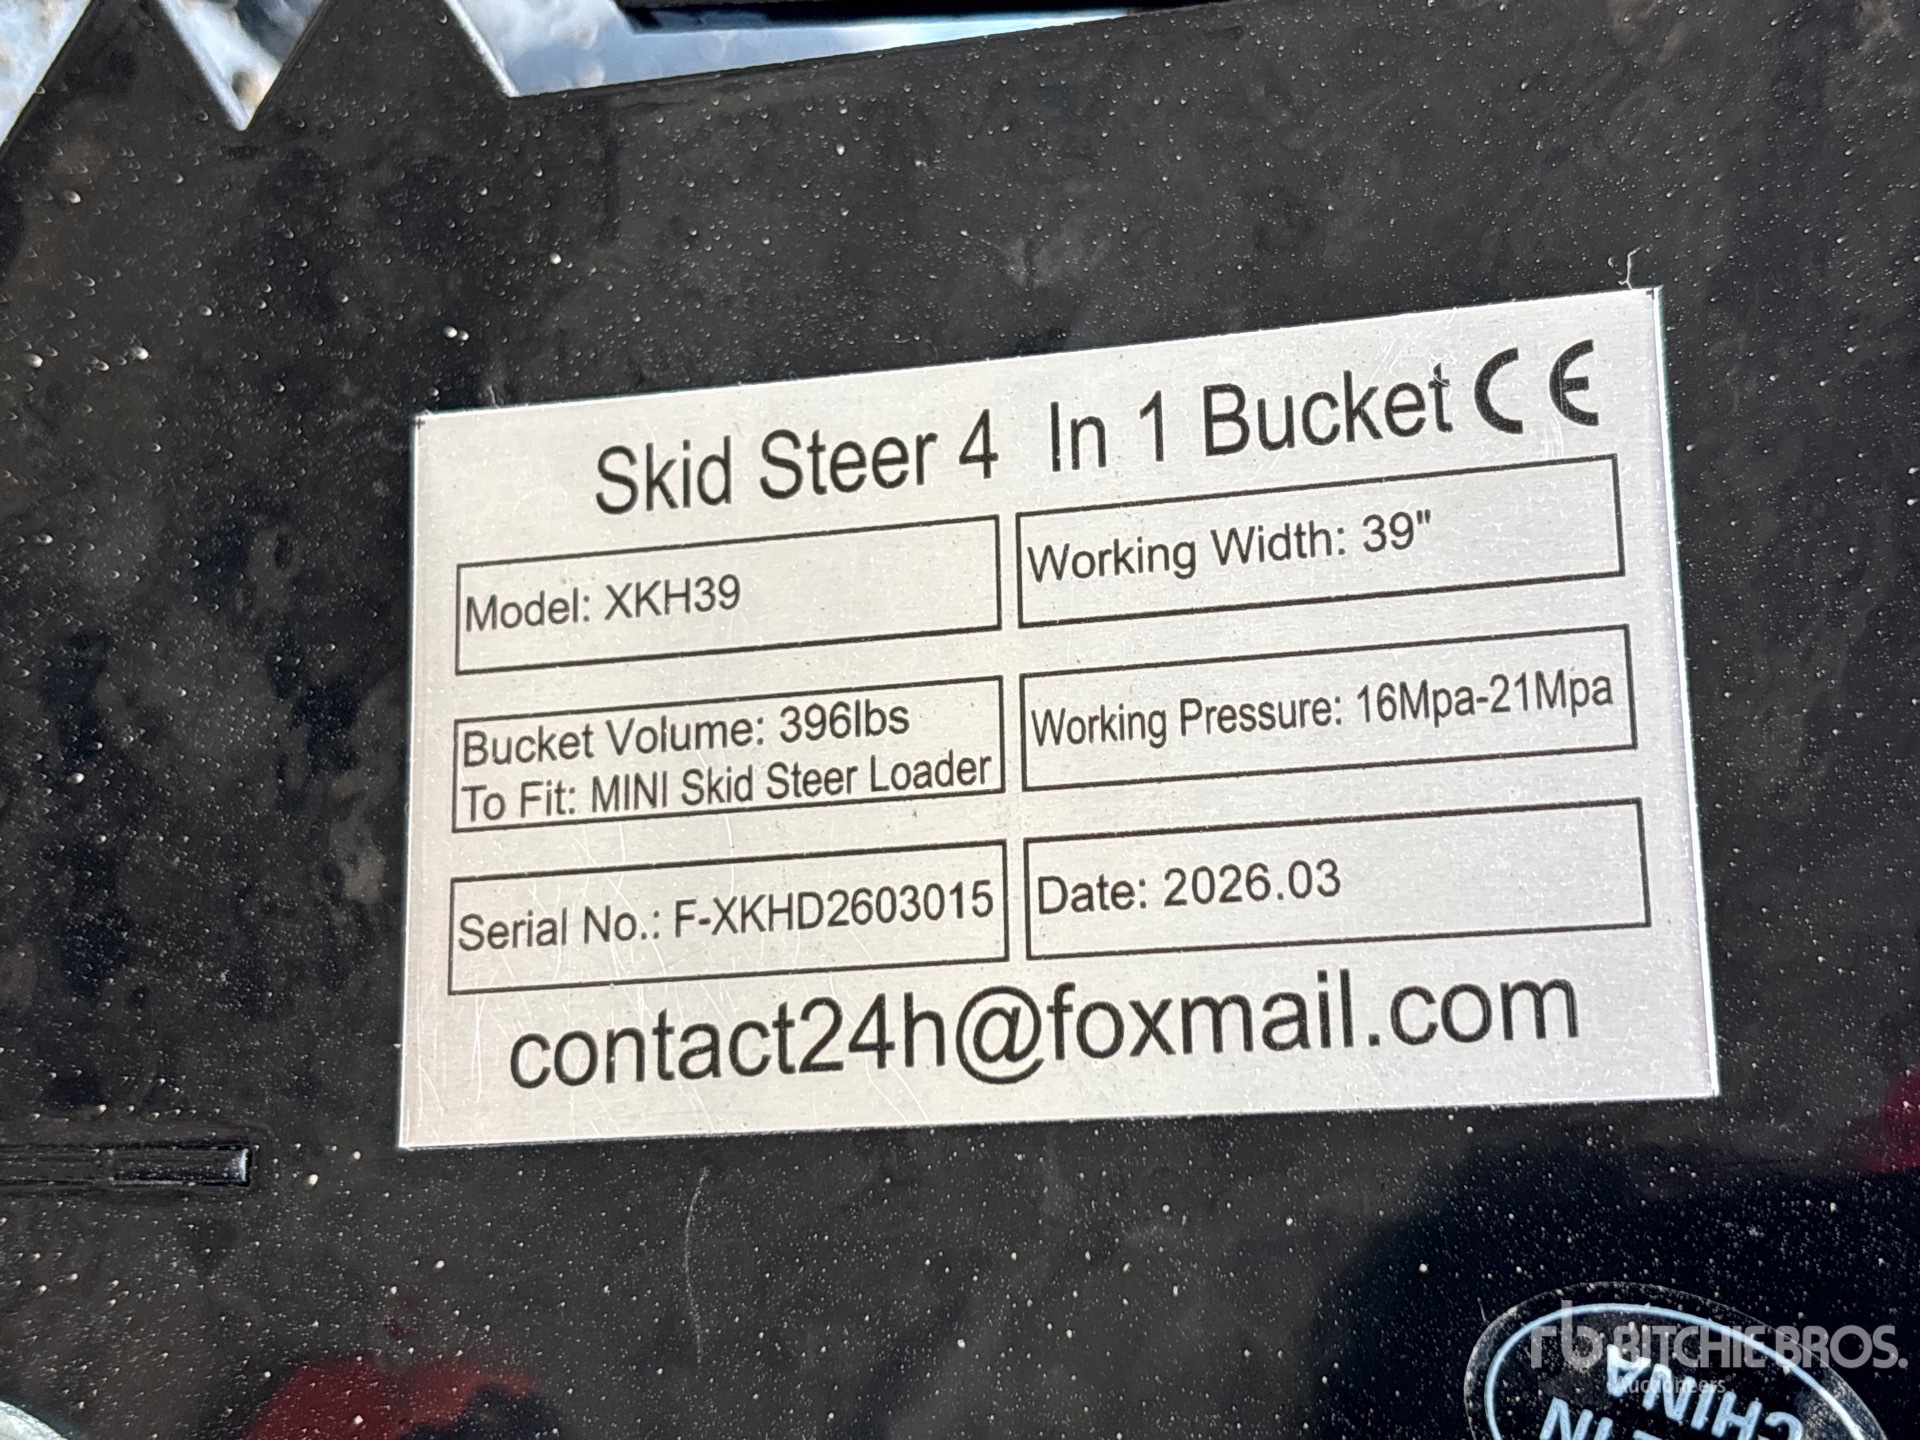 Skid Steer 4 In 1 Bucket CE
Model: XKH39
Working Width: 39"
Bucket Volume: 396lbs
To Fit: MINI Skid Steer Loader
Working Pressure: 16Mpa-21Mpa
Serial No.: F-XKHD2603015
Date: 2026.03
contact24h@foxmail.com
rb RITCHIE BROS.
Auctioneers
IN
CHINA